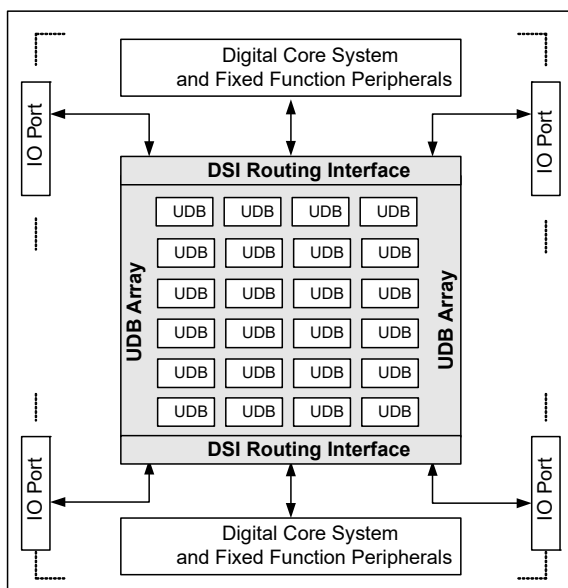 Digital Core System
and Fixed Function Peripherals
IO Port
IO Port
DSI Routing Interface
UDB UDB UDB UDB
UDB UDB UDB UDB
UDB UDB UDB UDB
UDB UDB UDB UDB
UDB UDB UDB UDB
UDB UDB UDB UDB
UDB Array
UDB Array
DSI Routing Interface
IO Port
IO Port
Digital Core System
and Fixed Function Peripherals